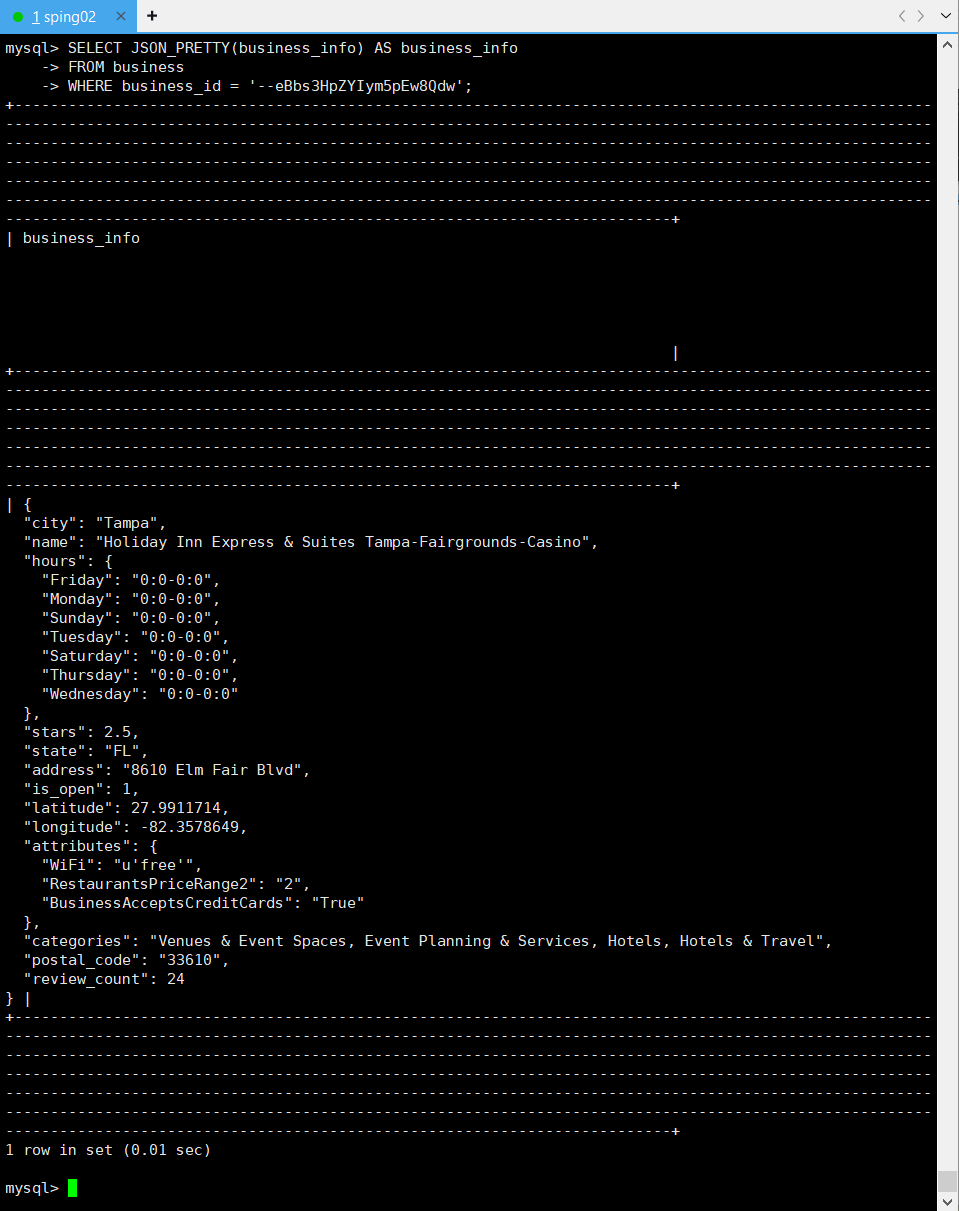 1 sping02
mysql> SELECT JSON_PRETTY(business_info) AS business_info
    -> FROM business
    -> WHERE business_id = '--eBbs3HpZYIym5pEw8Qdw';
| business_info
|
| {
  "city": "Tampa",
  "name": "Holiday Inn Express & Suites Tampa-Fairgrounds-Casino",
  "hours": {
    "Friday": "0:0-0:0",
    "Monday": "0:0-0:0",
    "Sunday": "0:0-0:0",
    "Tuesday": "0:0-0:0",
    "Saturday": "0:0-0:0",
    "Thursday": "0:0-0:0",
    "Wednesday": "0:0-0:0"
  },
  "stars": 2.5,
  "state": "FL",
  "address": "8610 Elm Fair Blvd",
  "is_open": 1,
  "latitude": 27.9911714,
  "longitude": -82.3578649,
  "attributes": {
    "WiFi": "u'free'",
    "RestaurantsPriceRange2": "2",
    "BusinessAcceptsCreditCards": "True"
  },
  "categories": "Venues & Event Spaces, Event Planning & Services, Hotels, Hotels & Travel",
  "postal_code": "33610",
  "review_count": 24
} |
1 row in set (0.01 sec)
mysql>